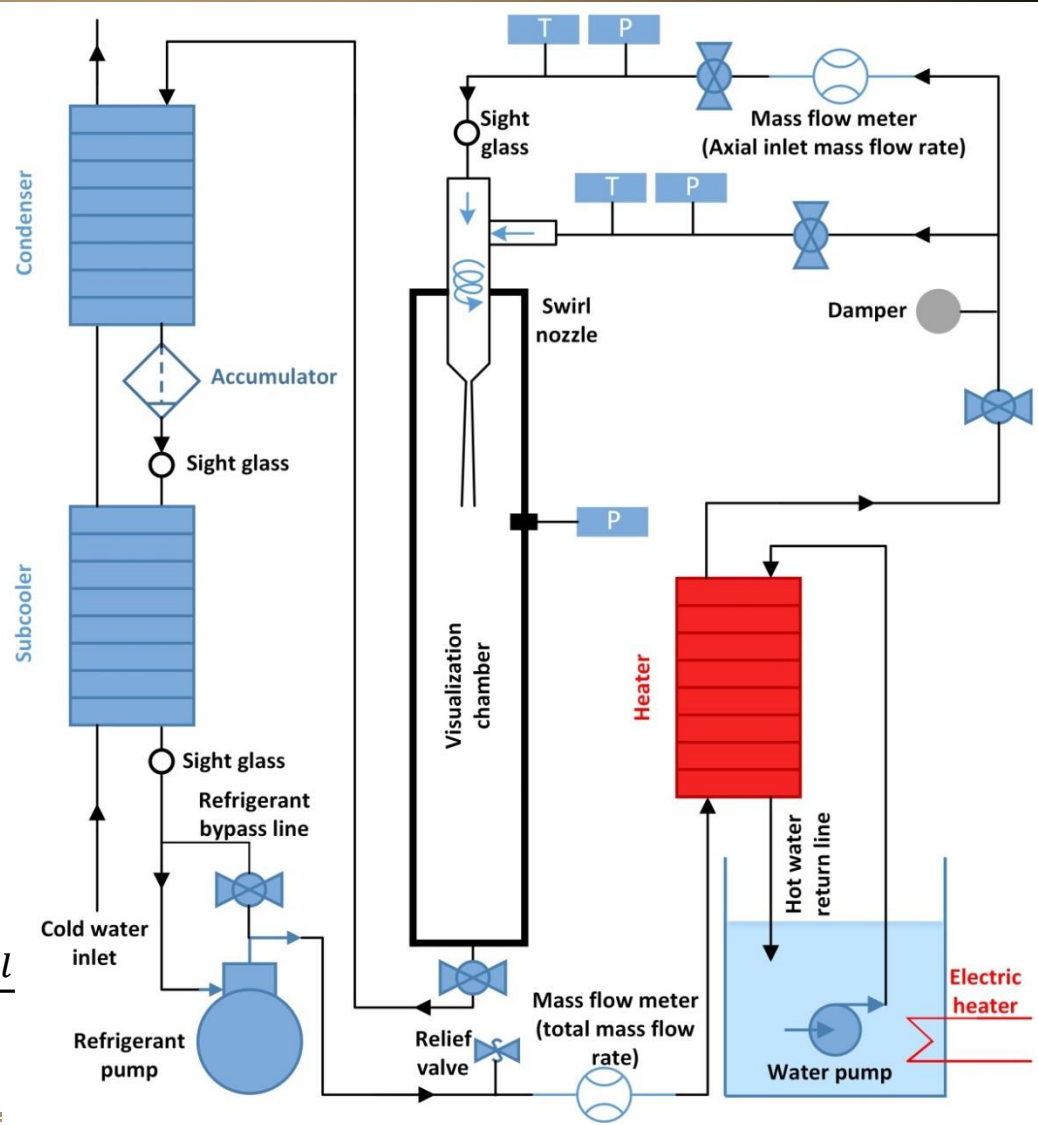 T
P
Mass flow meter
(Axial inlet mass flow rate)
Sight
glass
T
P
Condenser
Swirl
nozzle
Damper
Accumulator
Sight glass
P
Subcooler
Visualization
chamber
Heater
Sight glass
Refrigerant
bypass line
Hot water
return line
Cold water
inlet
l
Electric
heater
Mass flow meter
(total mass flow
rate)
Relief
valve
Refrigerant
pump
Water pump